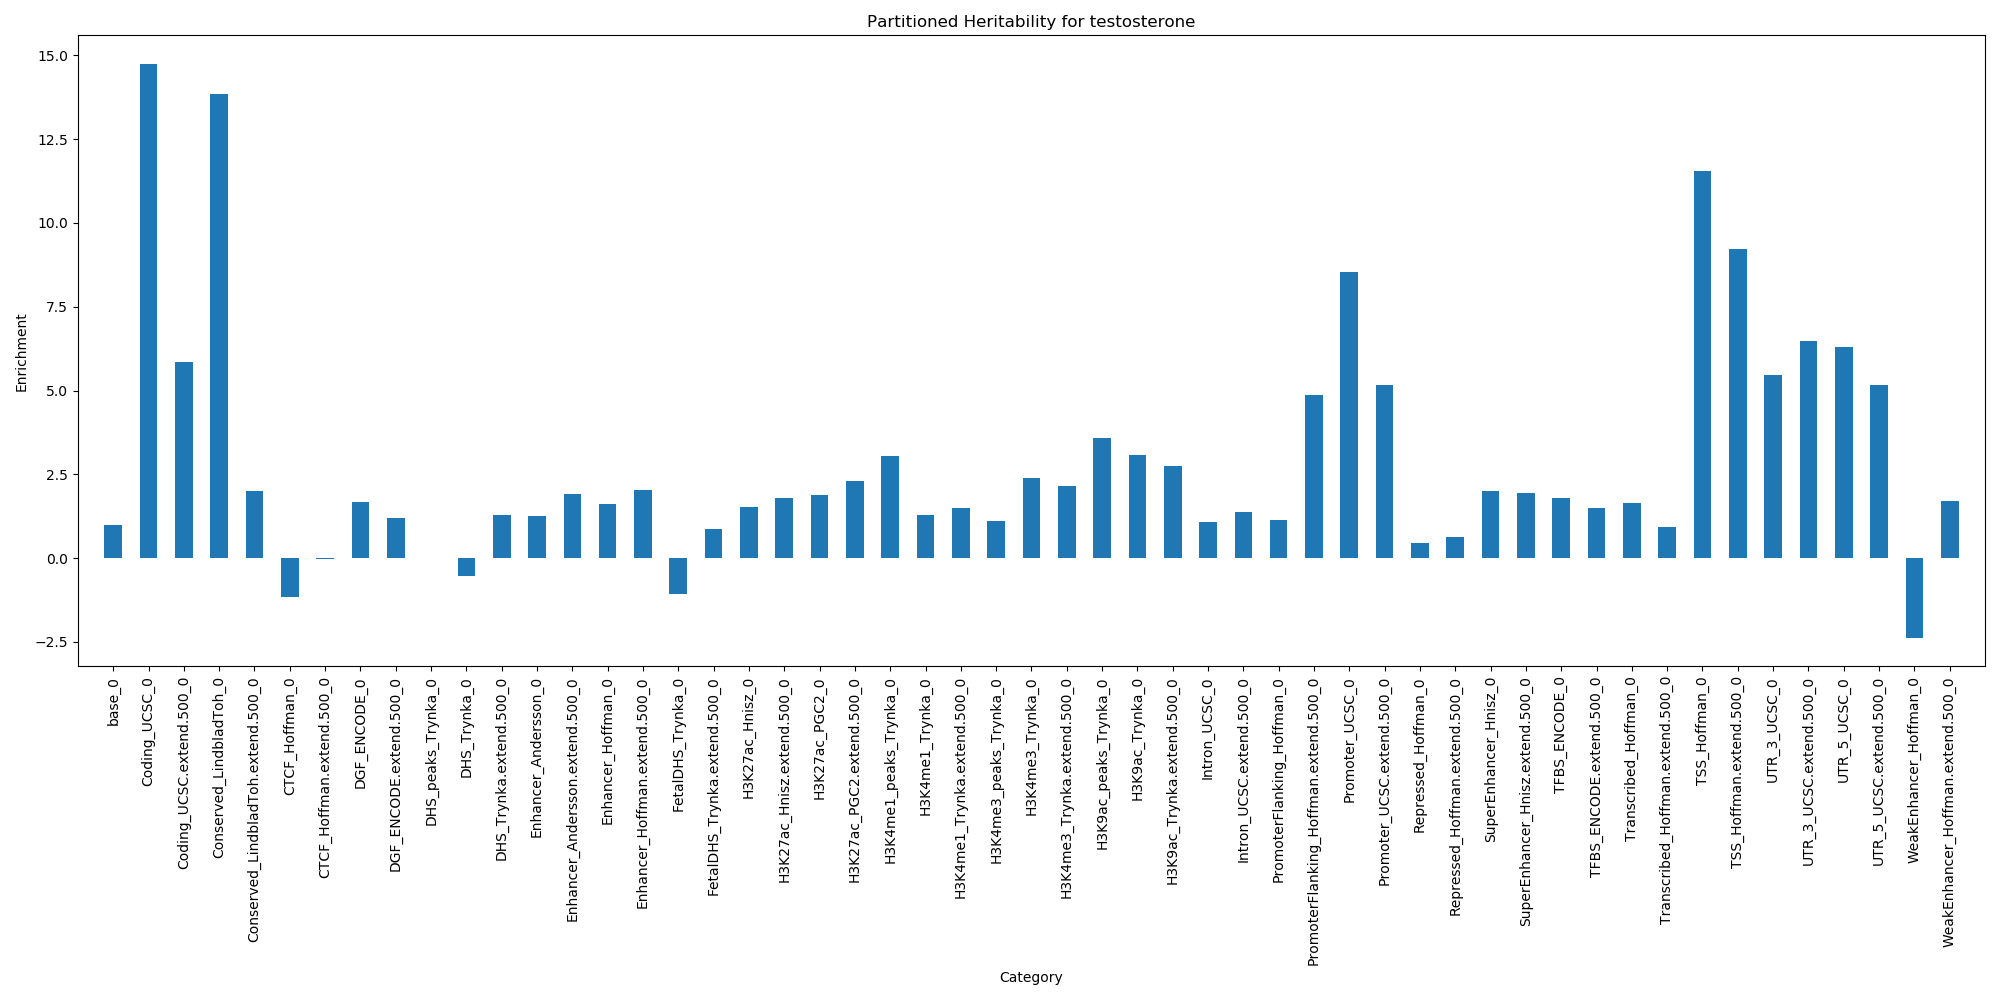 Partitioned Heritability for testosterone
Enrichment
15.0
12.5
10.0
7.5
5.0
2.5
0.0
−2.5
base_0
Coding_UCSC_0
Coding_UCSC.extend.500_0
Conserved_LindbladToh_0
Conserved_LindbladToh.extend.500_0
CTCF_Hoffman_0
CTCF_Hoffman.extend.500_0
DGF_ENCODE_0
DGF_ENCODE.extend.500_0
DHS_peaks_Trynka_0
DHS_Trynka_0
DHS_Trynka.extend.500_0
Enhancer_Andersson_0
Enhancer_Andersson.extend.500_0
Enhancer_Hoffman_0
Enhancer_Hoffman.extend.500_0
FetalDHS_Trynka_0
FetalDHS_Trynka.extend.500_0
H3K27ac_Hnisz_0
H3K27ac_Hnisz.extend.500_0
H3K27ac_PGC2_0
H3K27ac_PGC2.extend.500_0
H3K4me1_peaks_Trynka_0
H3K4me1_Trynka_0
H3K4me1_Trynka.extend.500_0
H3K4me3_peaks_Trynka_0
H3K4me3_Trynka_0
H3K4me3_Trynka.extend.500_0
H3K9ac_peaks_Trynka_0
H3K9ac_Trynka_0
H3K9ac_Trynka.extend.500_0
Intron_UCSC_0
Intron_UCSC.extend.500_0
PromoterFlanking_Hoffman_0
PromoterFlanking_Hoffman.extend.500_0
Promoter_UCSC_0
Promoter_UCSC.extend.500_0
Repressed_Hoffman_0
Repressed_Hoffman.extend.500_0
SuperEnhancer_Hnisz_0
SuperEnhancer_Hnisz.extend.500_0
TFBS_ENCODE_0
TFBS_ENCODE.extend.500_0
Transcribed_Hoffman_0
Transcribed_Hoffman.extend.500_0
TSS_Hoffman_0
TSS_Hoffman.extend.500_0
UTR_3_UCSC_0
UTR_3_UCSC.extend.500_0
UTR_5_UCSC_0
UTR_5_UCSC.extend.500_0
WeakEnhancer_Hoffman_0
WeakEnhancer_Hoffman.extend.500_0
Category